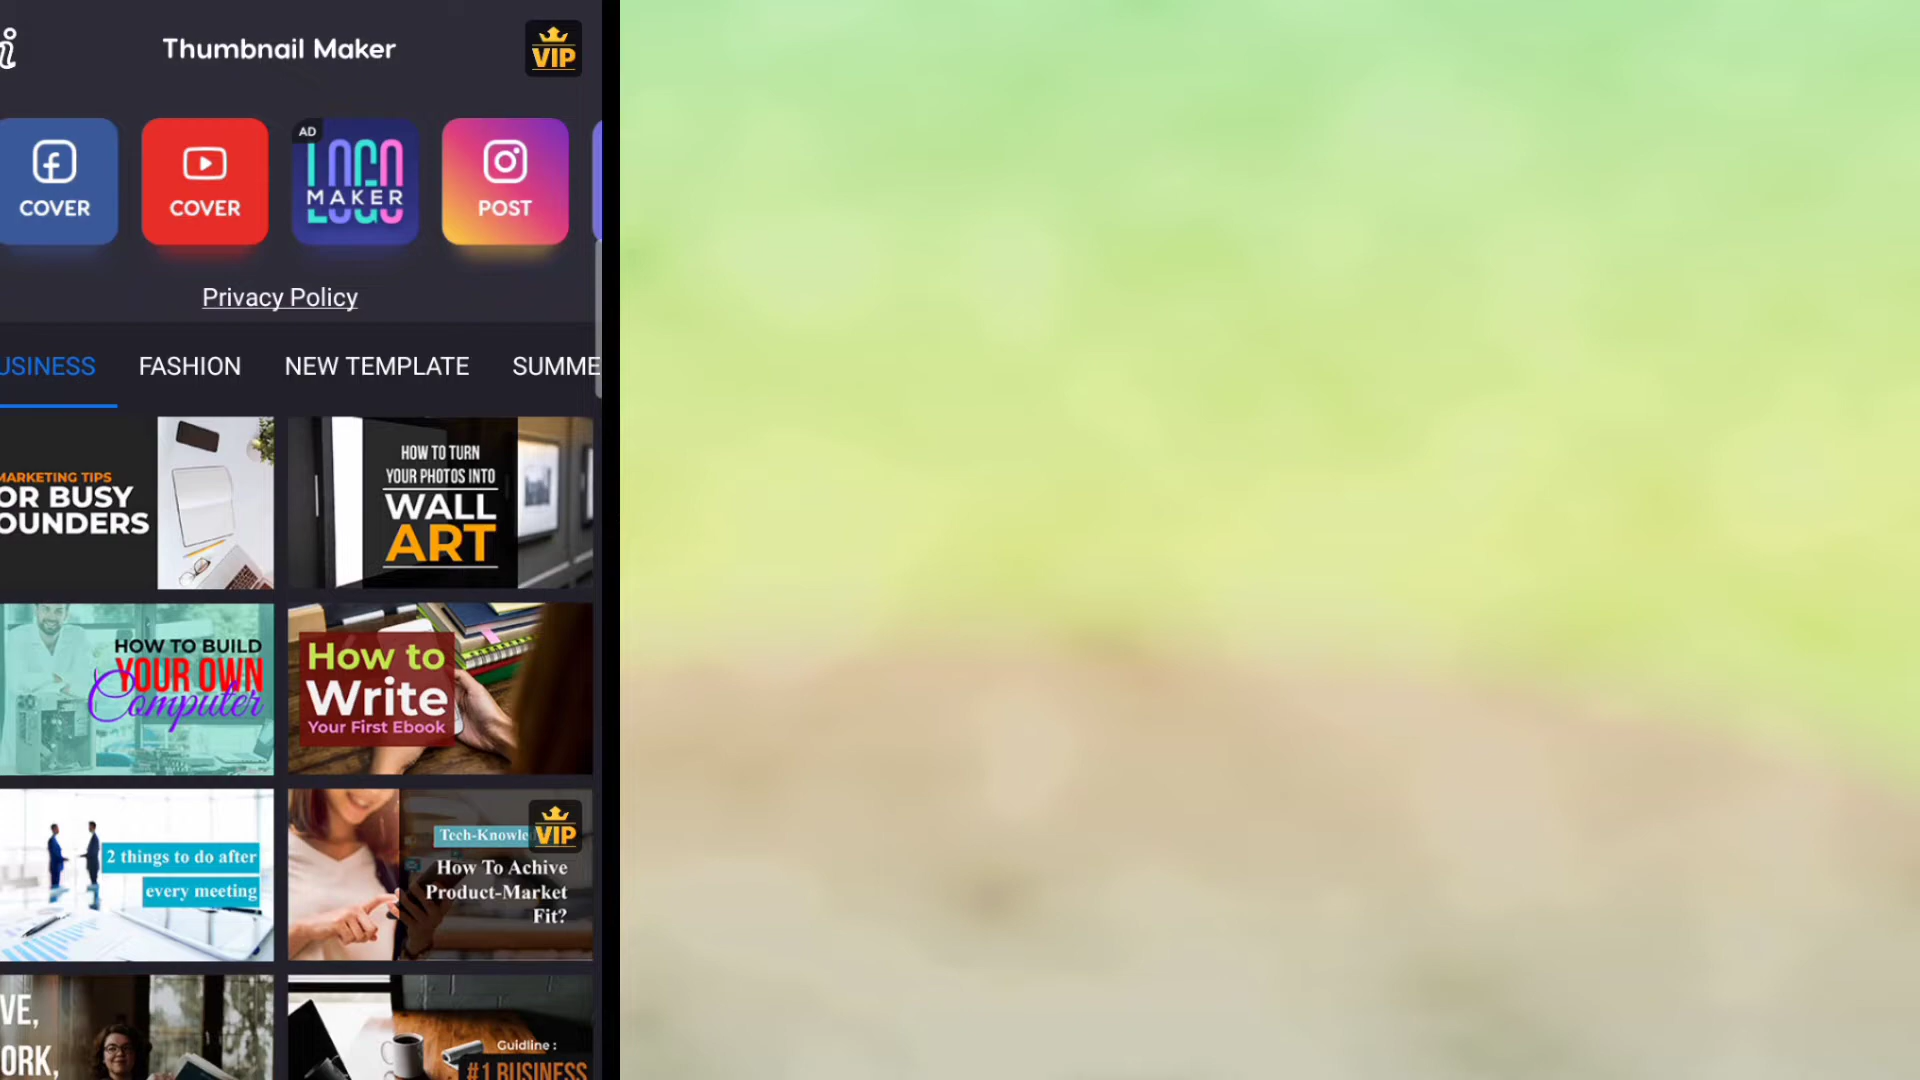 Thumbnail Maker
VIP
COVER
COVER
AD
LOGO
MAKER
POST
Privacy Policy
USINESS
FASHION
NEW TEMPLATE
SUMME
MARKETING TIPS
OR BUSY
OUNDERS
HOW TO TURN
YOUR PHOTOS INTO
WALL
ART
HOW TO BUILD
YOUR OWN
Computer
How to
Write
Your First Ebook
2 things to do after
every meeting
Tech-Knowle
VIP
How To Achive
Product-Market
Fit?
VE,
ORK,
Guidline :
#1 BUSINESS